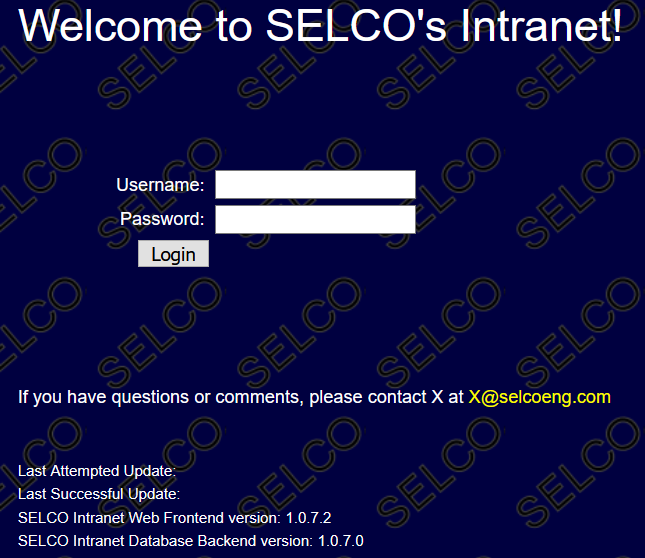 Welcome to SELCO's Intranet!
Username:
Password:
Login
If you have questions or comments, please contact X at X@selcoeng.com
Last Attempted Update:
Last Successful Update:
SELCO Intranet Web Frontend version: 1.0.7.2
SELCO Intranet Database Backend version: 1.0.7.0